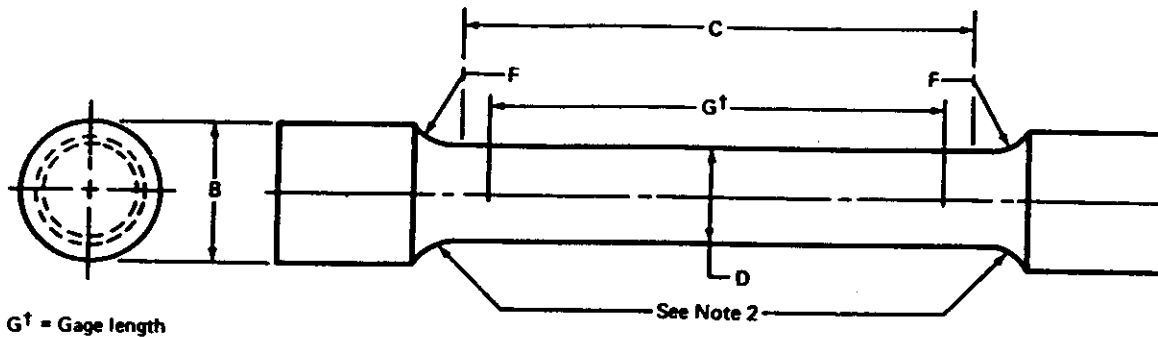 C
F
F
G†
B
D
See Note 2
G† = Gage length